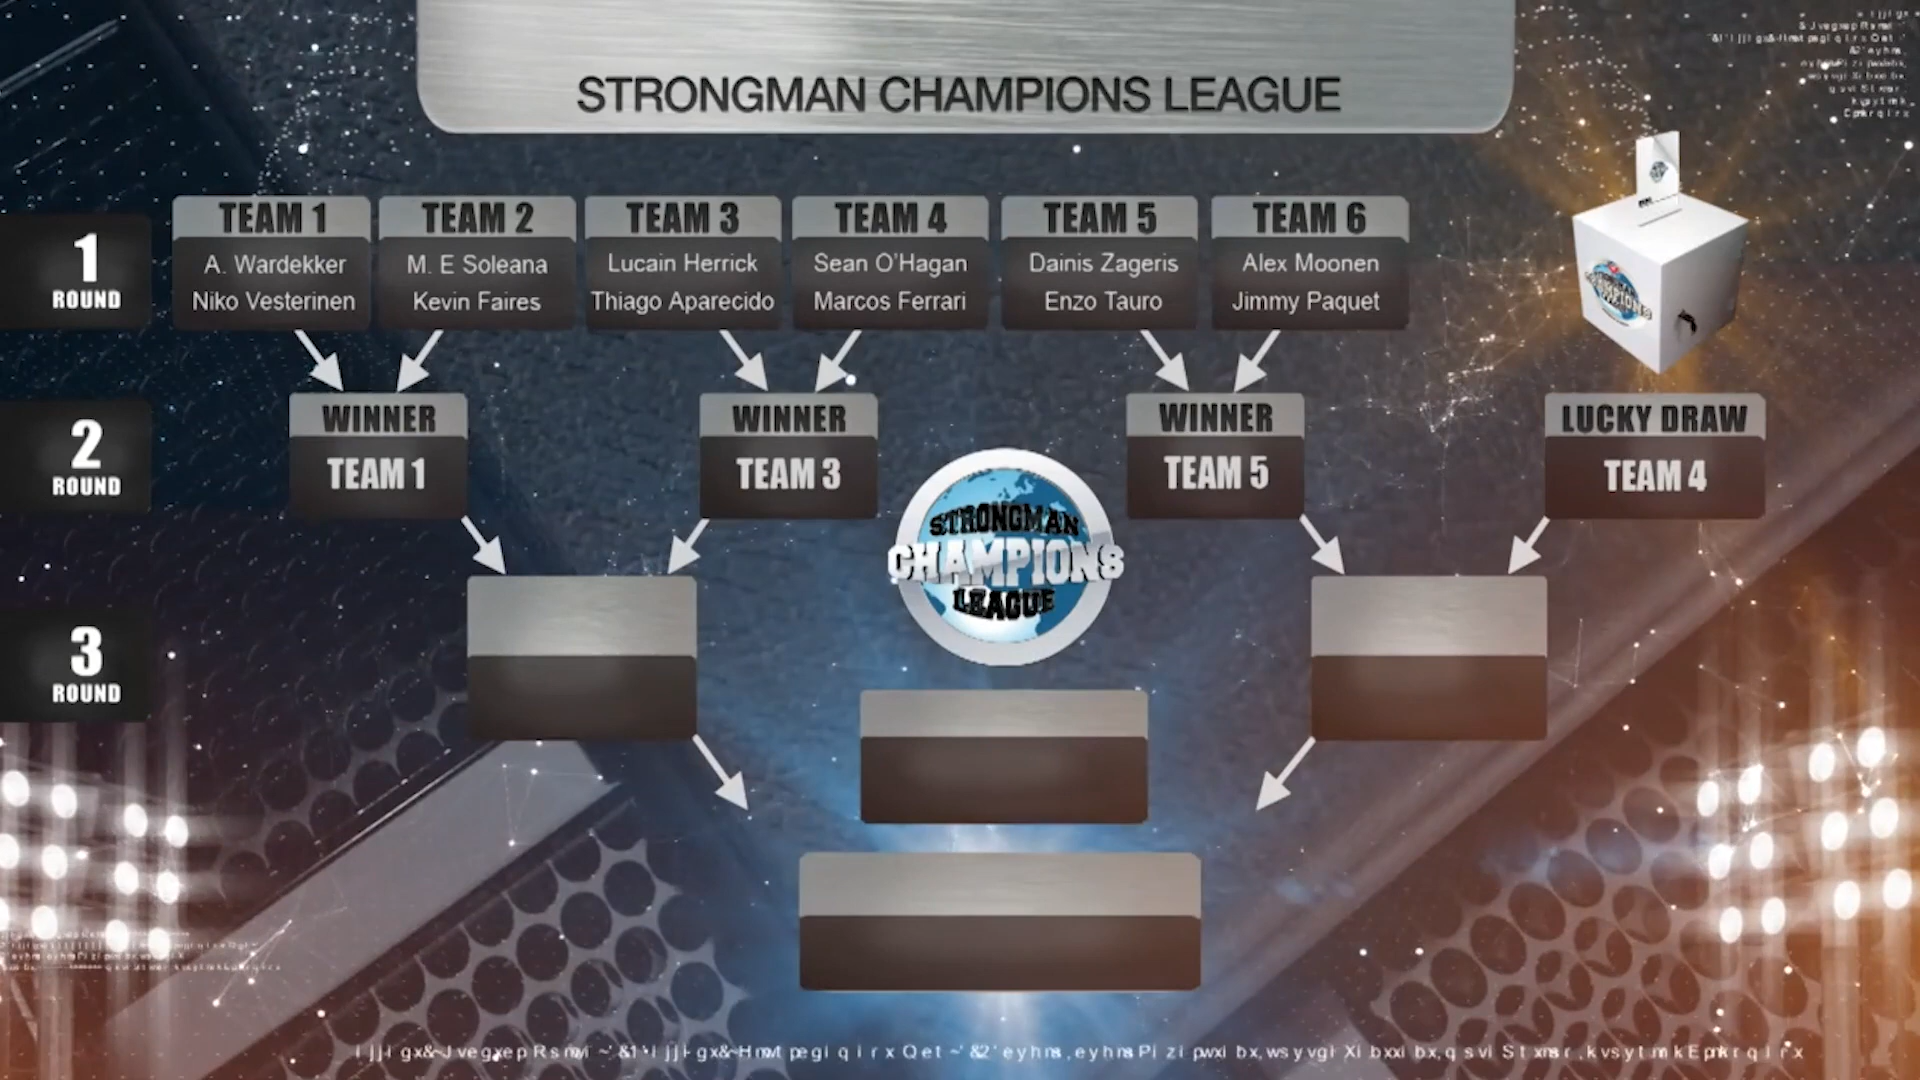 STRONGMAN CHAMPIONS LEAGUE
1
ROUND
TEAM 1
A. Wardekker
Niko Vesterinen
TEAM 2
M. E Soleana
Kevin Faires
TEAM 3
Lucain Herrick
Thiago Aparecido
TEAM 4
Sean O'Hagan
Marcos Ferrari
TEAM 5
Dainis Zageris
Enzo Tauro
TEAM 6
Alex Moonen
Jimmy Paquet
2
ROUND
WINNER
TEAM 1
WINNER
TEAM 3
WINNER
TEAM 5
LUCKY DRAW
TEAM 4
STRONGMAN
CHAMPIONS
LEAGUE
3
ROUND